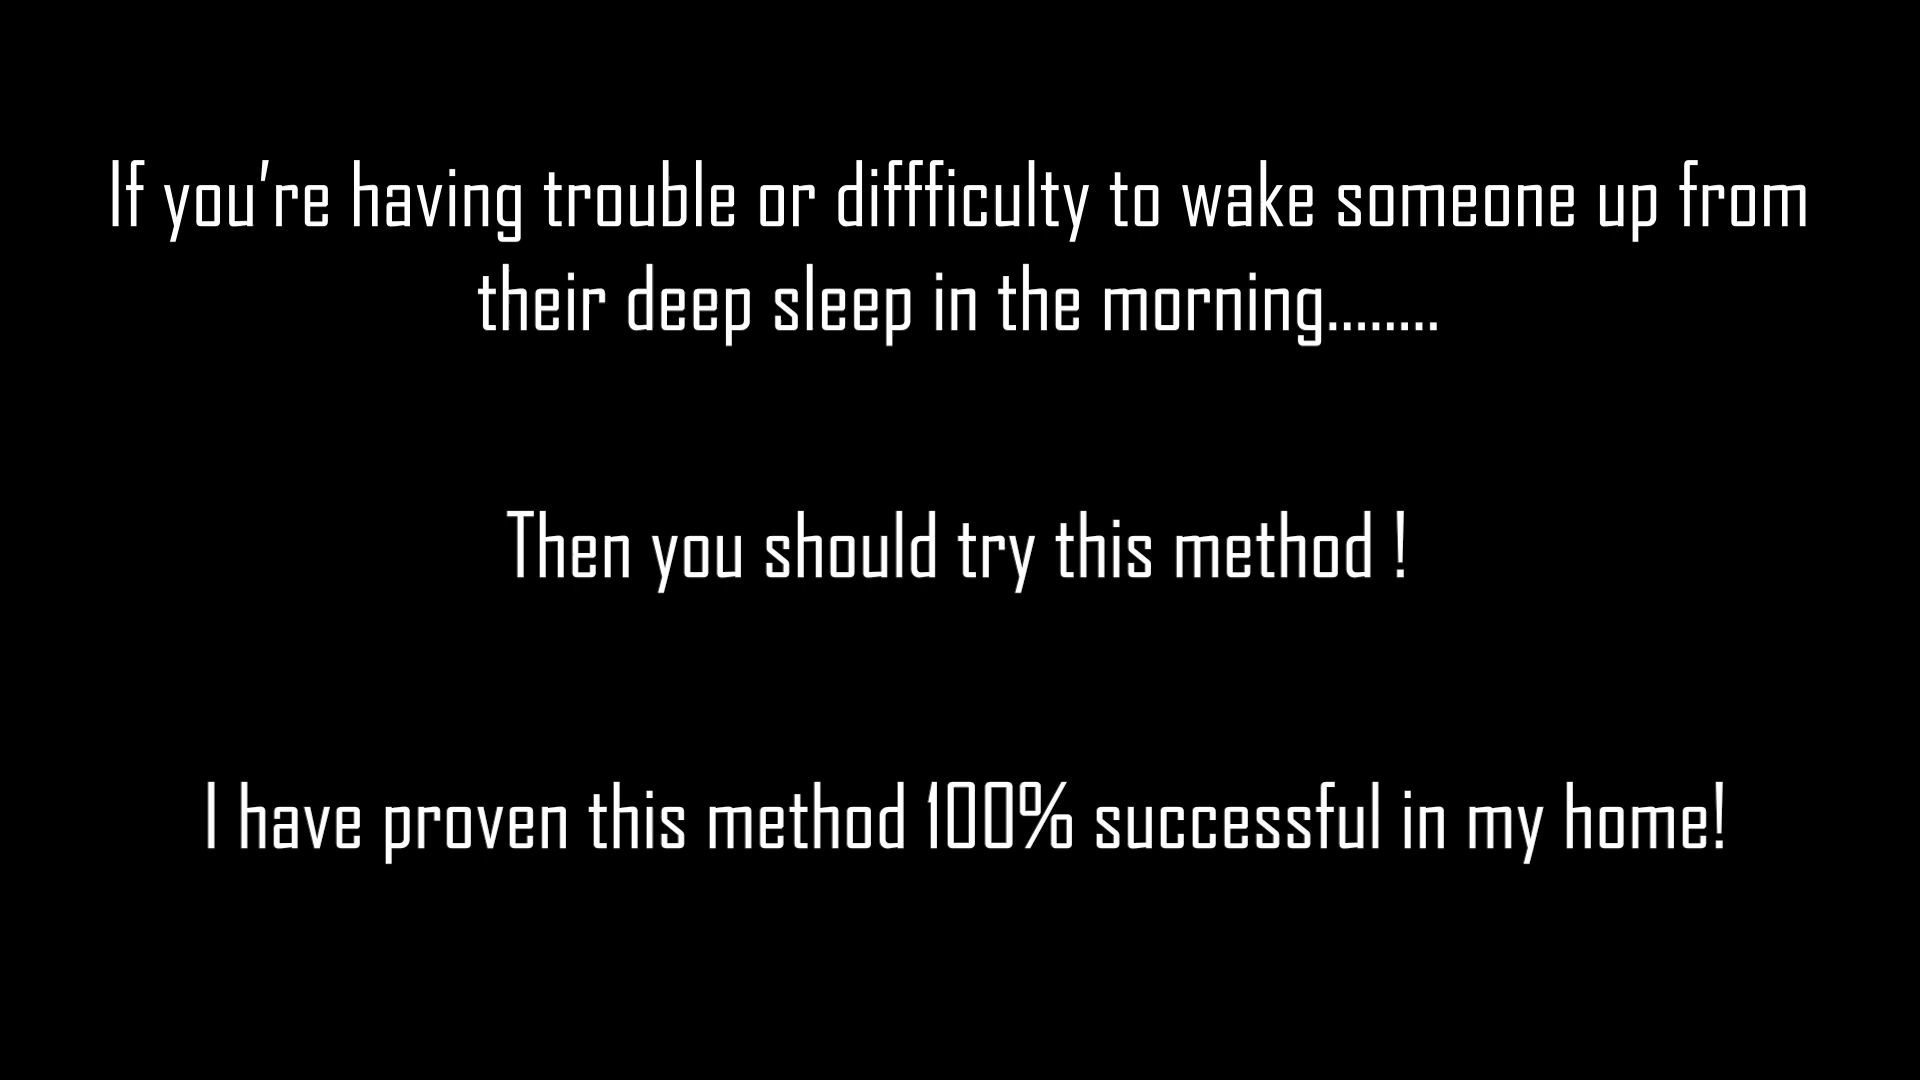 If you're having trouble or diffficulty to wake someone up from
their deep sleep in the morning........
Then you should try this method !
I have proven this method 100% successful in my home!